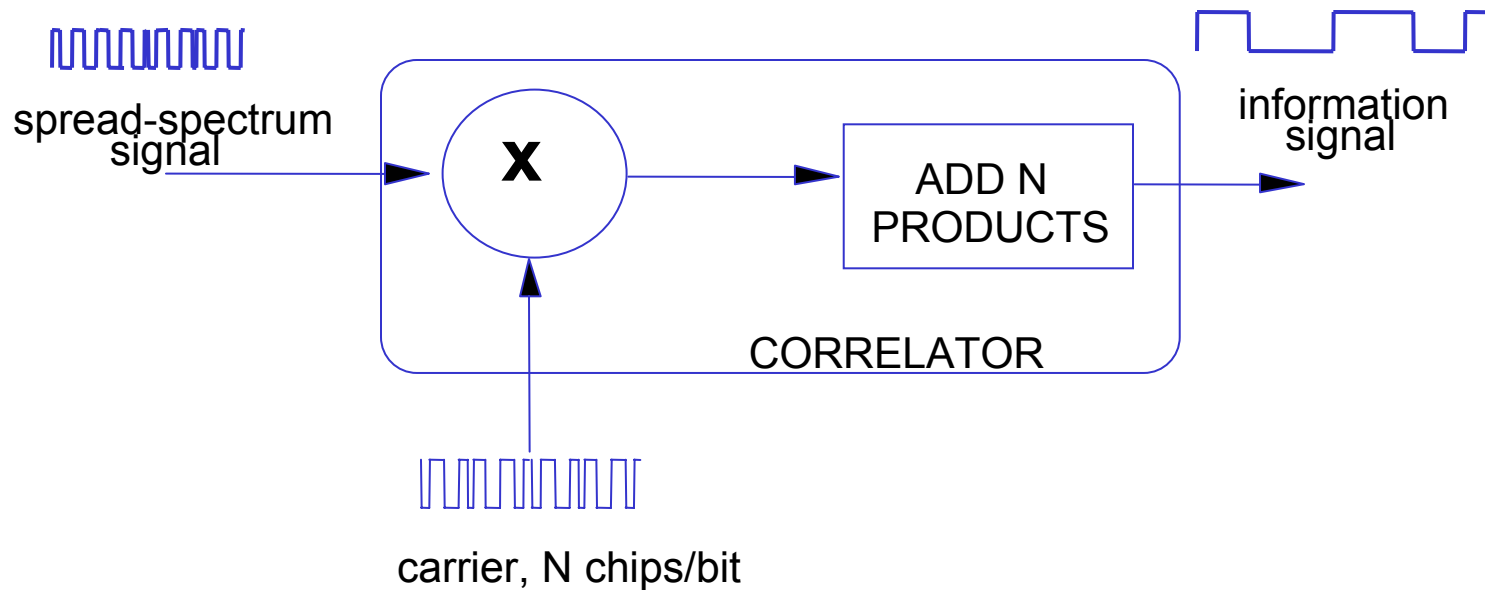 spread-spectrum
signal
X
ADD N
PRODUCTS
information
signal
CORRELATOR
carrier, N chips/bit